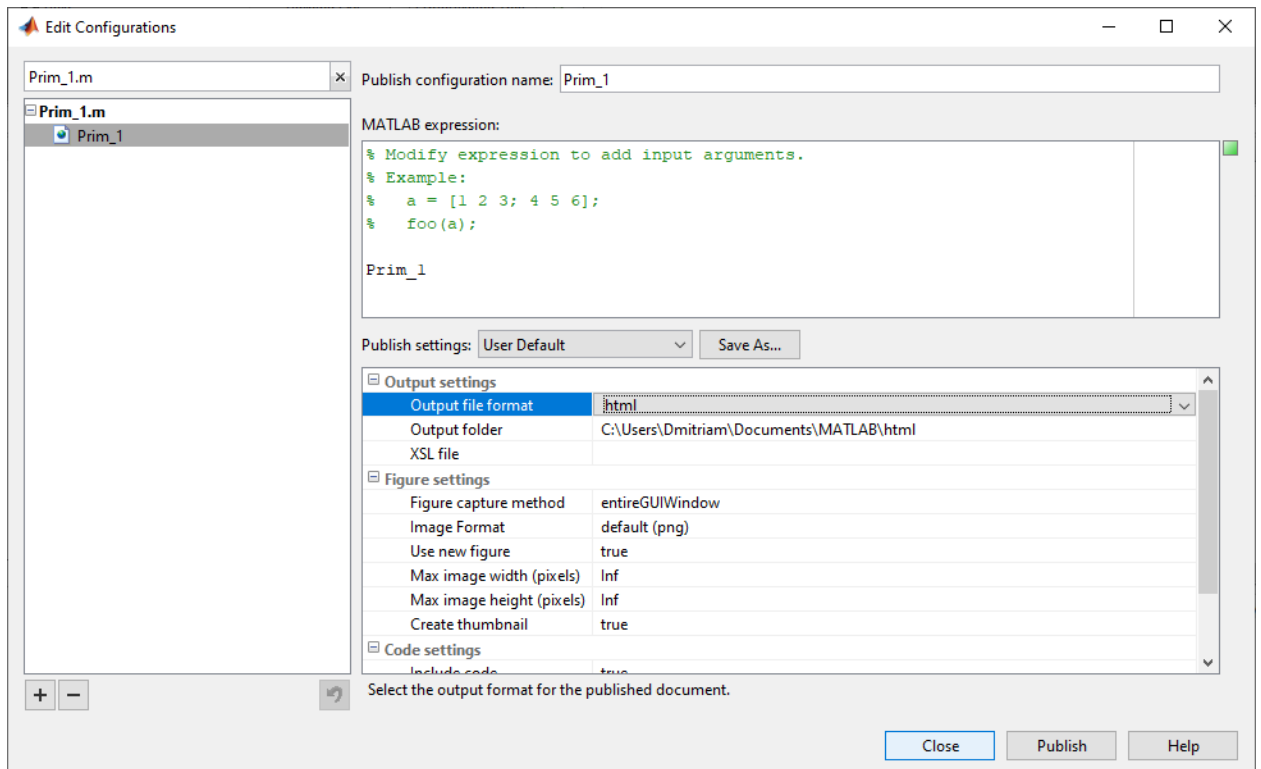 Edit Configurations
Prim_1.m
Prim_1.m
Prim_1
Publish configuration name: Prim_1
MATLAB expression:
% Modify expression to add input arguments.
% Example:
%   a = [1 2 3; 4 5 6];
%   foo(a);
Prim_1
Publish settings: User Default Save As...
Output settings
Output file format html
Output folder C:\Users\Dmitriam\Documents\MATLAB\html
XSL file
Figure settings
Figure capture method entireGUIWindow
Image Format default (png)
Use new figure true
Max image width (pixels) Inf
Max image height (pixels) Inf
Create thumbnail true
Code settings
Include code true
Select the output format for the published document.
Close Publish Help